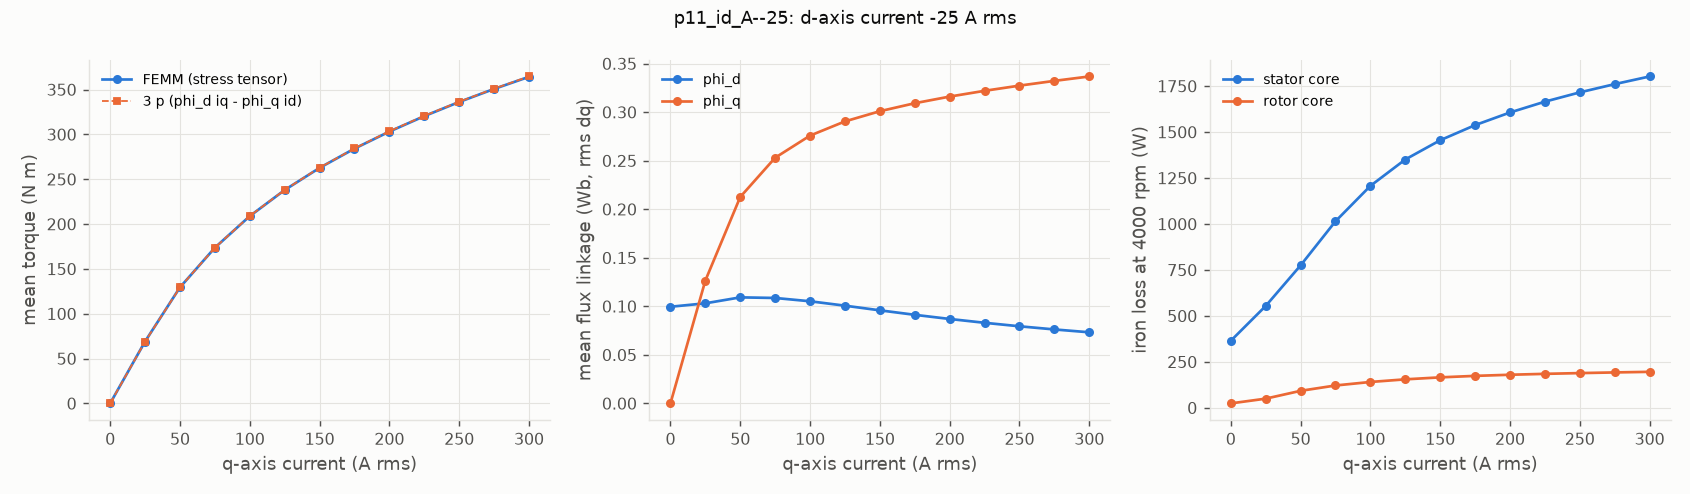 p11_id_A--25: d-axis current -25 A rms
mean torque (N m)
350
300
250
200
150
100
50
0
FEMM (stress tensor)
3 p (phi_d iq - phi_q id)
0 50 100 150 200 250 300
q-axis current (A rms)
mean flux linkage (Wb, rms dq)
0.35
0.30
0.25
0.20
0.15
0.10
0.05
0.00
phi_d
phi_q
0 50 100 150 200 250 300
q-axis current (A rms)
iron loss at 4000 rpm (W)
1750
1500
1250
1000
750
500
250
0
stator core
rotor core
0 50 100 150 200 250 300
q-axis current (A rms)